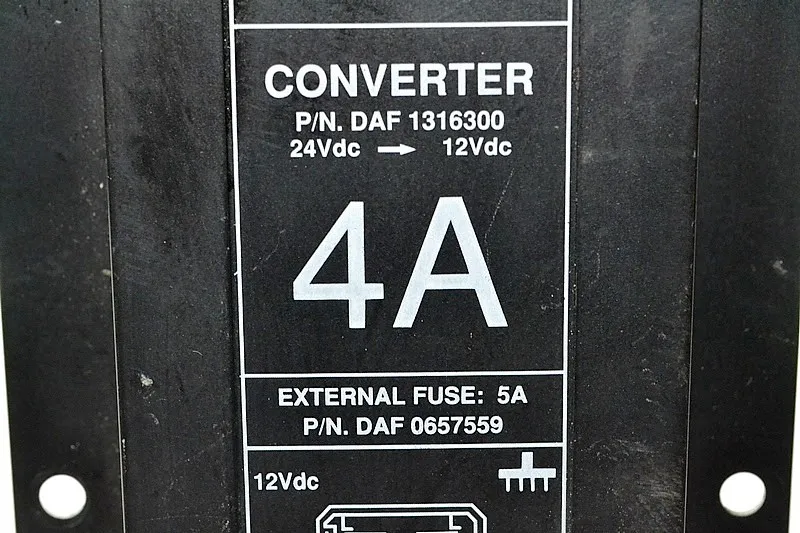 CONVERTER
P/N. DAF 1316300
24Vdc → 12Vdc
4A
EXTERNAL FUSE: 5A
P/N. DAF 0657559
12Vdc